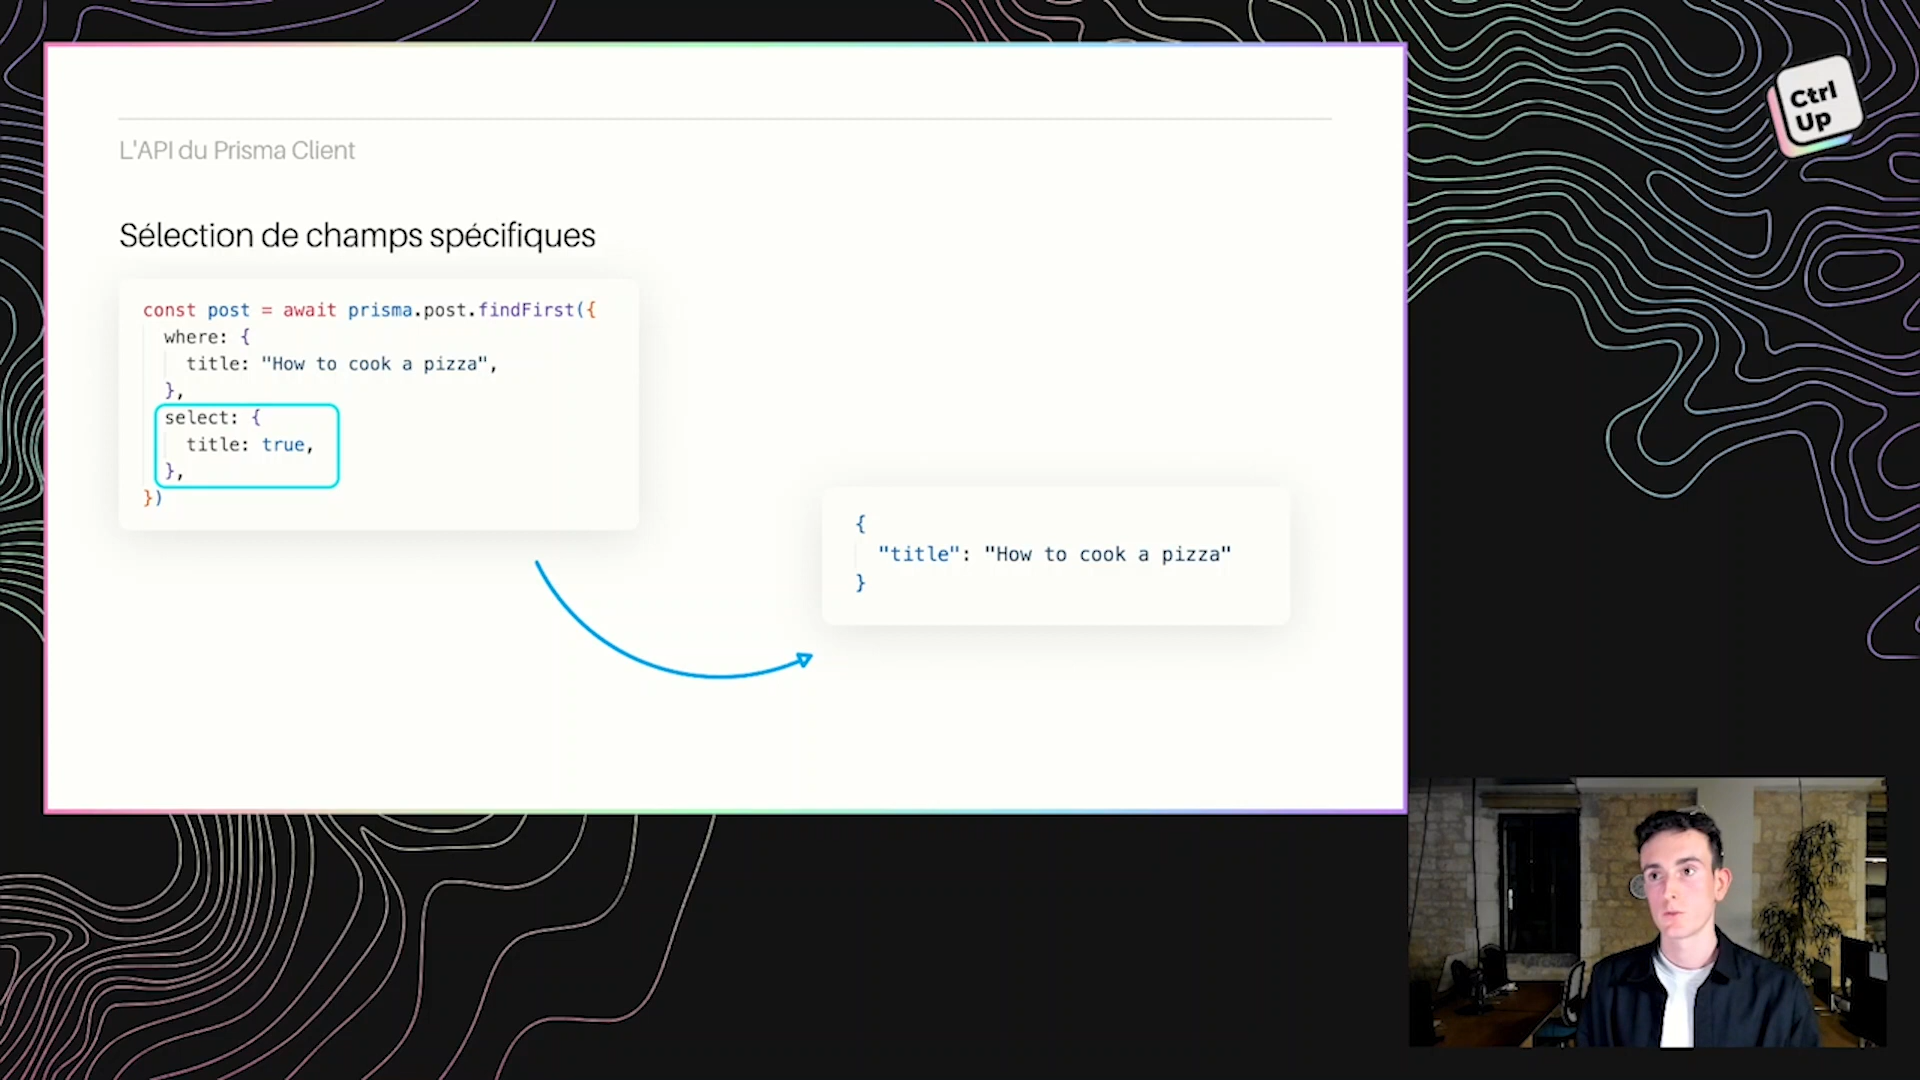 L'API du Prisma Client
Sélection de champs spécifiques
const post = await prisma.post.findFirst({
  where: {
    title: "How to cook a pizza",
  },
  select: {
    title: true,
  },
})
{
  "title": "How to cook a pizza"
}
Ctrl
Up